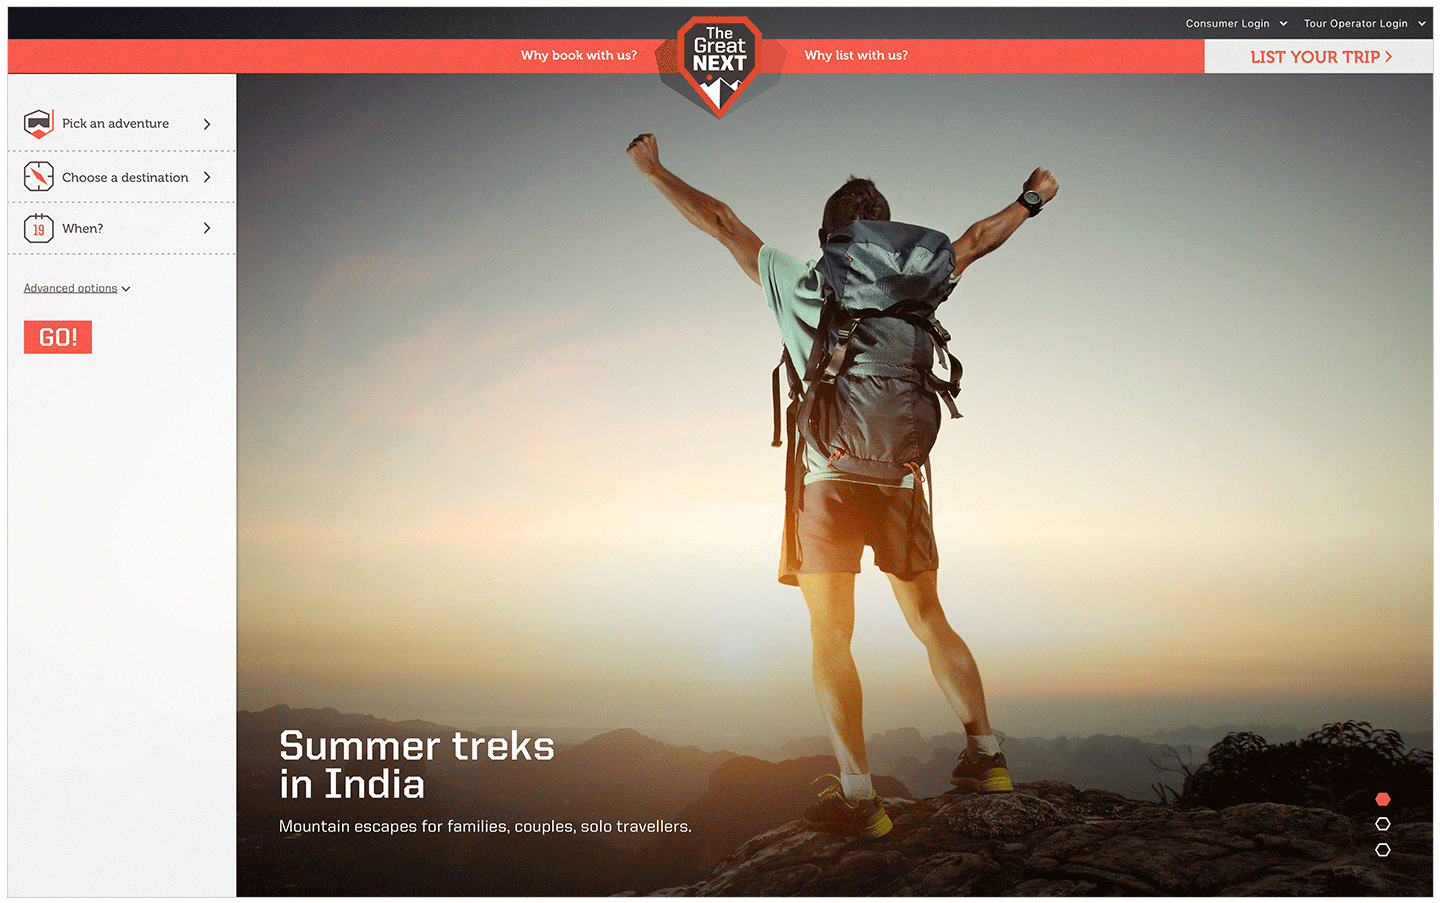 Consumer Login
Tour Operator Login
Why book with us?
The
Great
NEXT
Why list with us?
LIST YOUR TRIP
Pick an adventure
Choose a destination
19
When?
Advanced options
GO!
Summer treks
in India
Mountain escapes for families, couples, solo travellers.